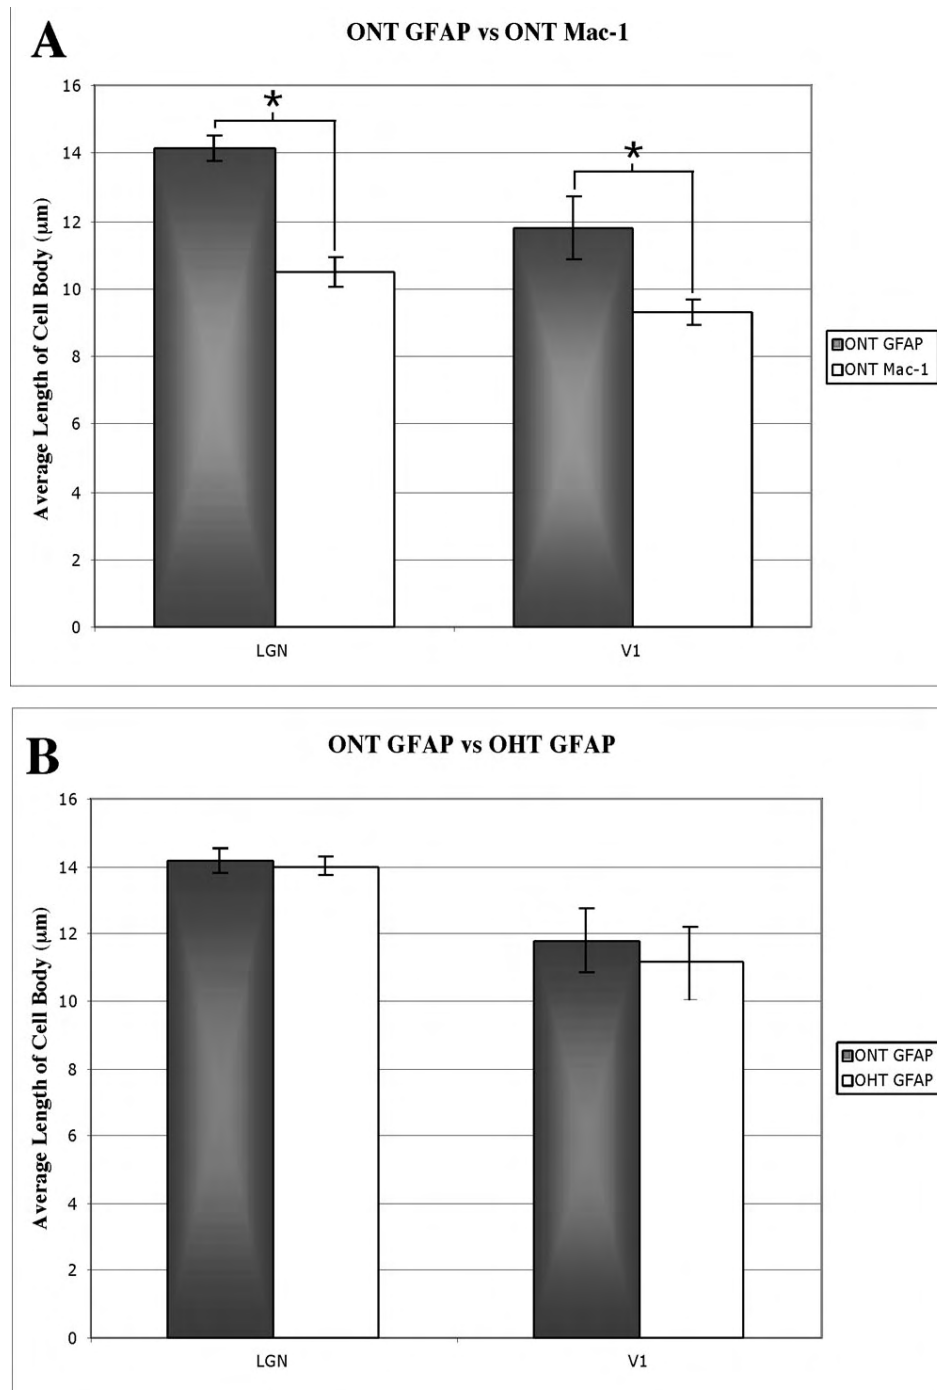 A
ONT GFAP vs ONT Mac-1
Average Length of Cell Body (μm)
16
14
12
10
8
6
4
2
0
*
*
LGN
V1
ONT GFAP
ONT Mac-1
B
ONT GFAP vs OHT GFAP
Average Length of Cell Body (μm)
16
14
12
10
8
6
4
2
0
LGN
V1
ONT GFAP
OHT GFAP